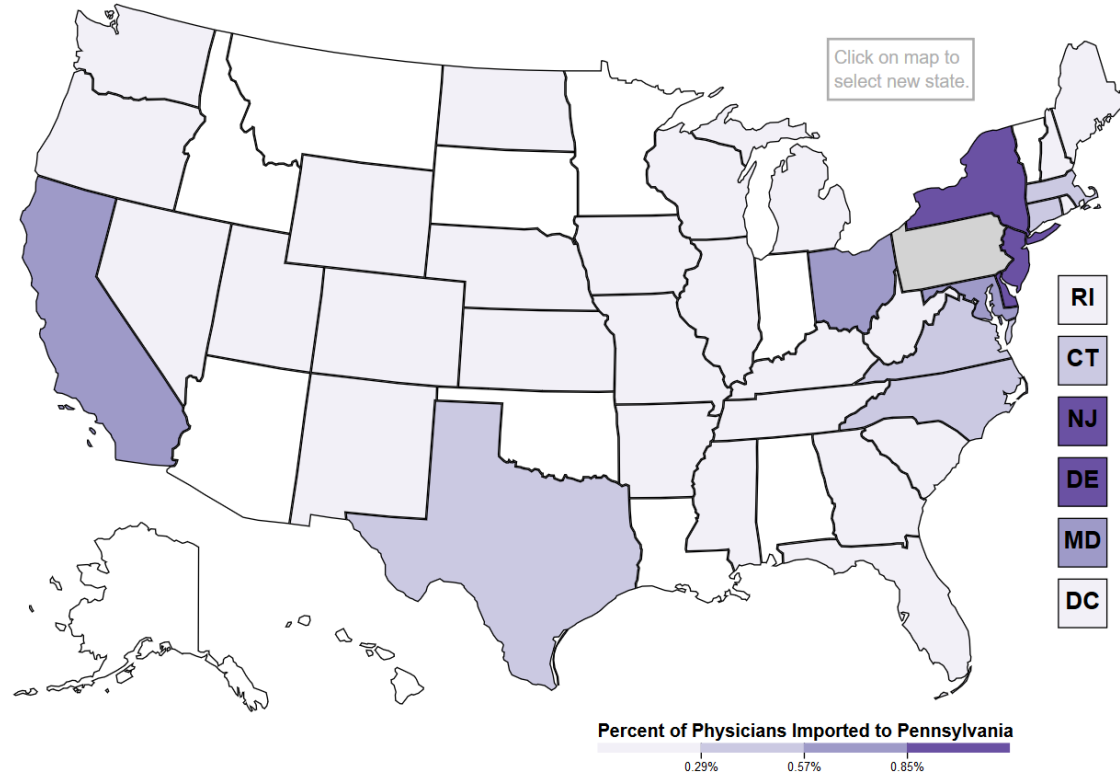 Click on map to
select new state.
RI
CT
NJ
DE
MD
DC
Percent of Physicians Imported to Pennsylvania
0.29% 0.57% 0.85%